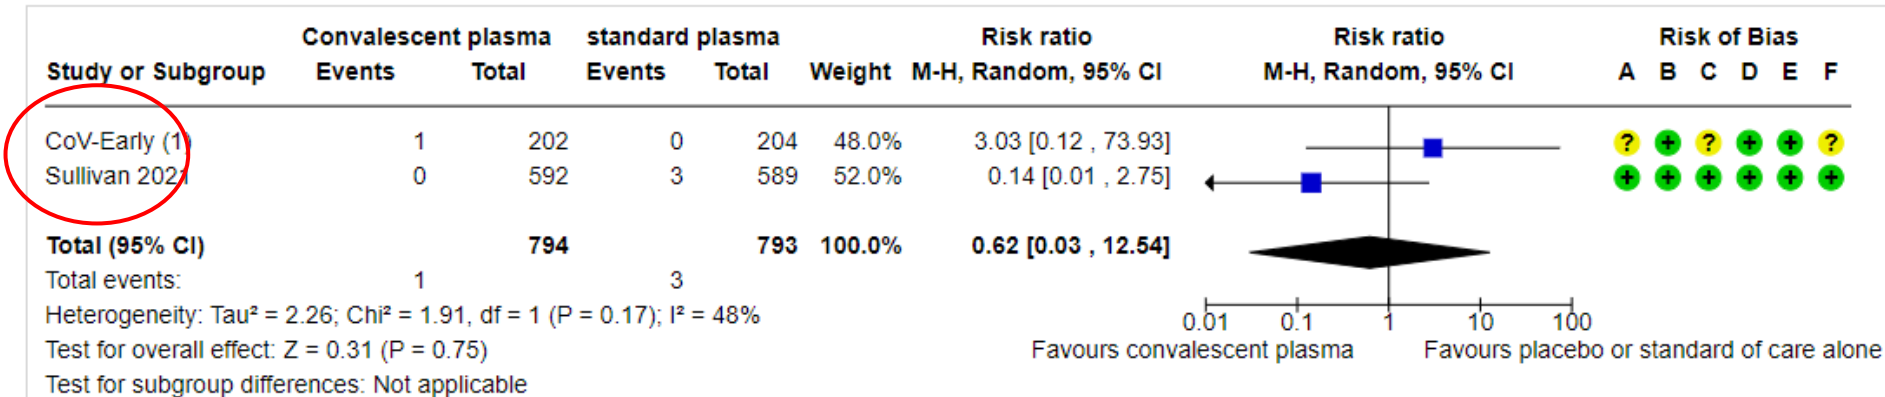 Convalescent plasma standard plasma Risk ratio Risk ratio Risk of Bias
Study or Subgroup Events Total Events Total Weight M-H, Random, 95% CI M-H, Random, 95% CI A B C D E F
CoV-Early (1) 1 202 0 204 48.0% 3.03 [0.12 , 73.93] ? + ? + + ?
Sullivan 2021 0 592 3 589 52.0% 0.14 [0.01 , 2.75] + + + + + +
Total (95% CI) 794 793 100.0% 0.62 [0.03 , 12.54]
Total events: 1 3
Heterogeneity: Tau² = 2.26; Chi² = 1.91, df = 1 (P = 0.17); I² = 48%
0.01 0.1 1 10 100
Test for overall effect: Z = 0.31 (P = 0.75) Favours convalescent plasma Favours placebo or standard of care alone
Test for subgroup differences: Not applicable